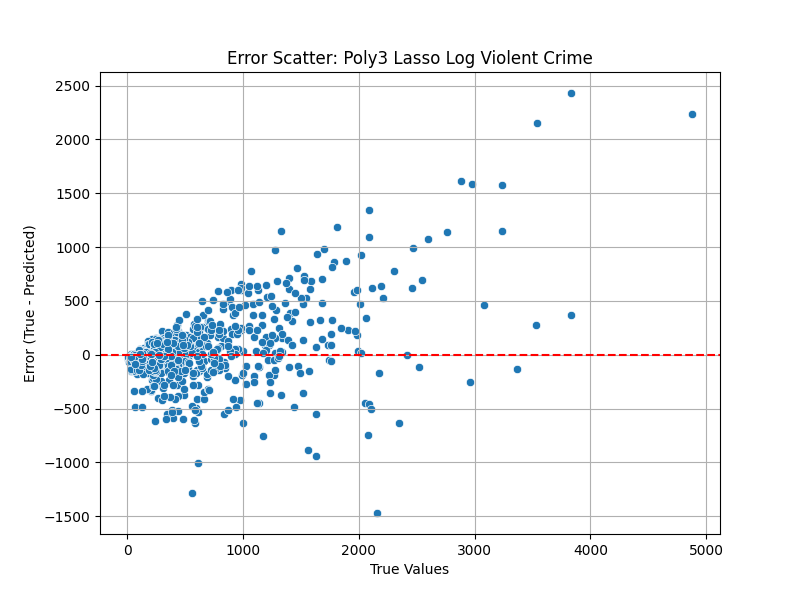 Error Scatter: Poly3 Lasso Log Violent Crime
Error (True - Predicted)
2500
2000
1500
1000
500
0
−500
−1000
−1500
0 1000 2000 3000 4000 5000
True Values